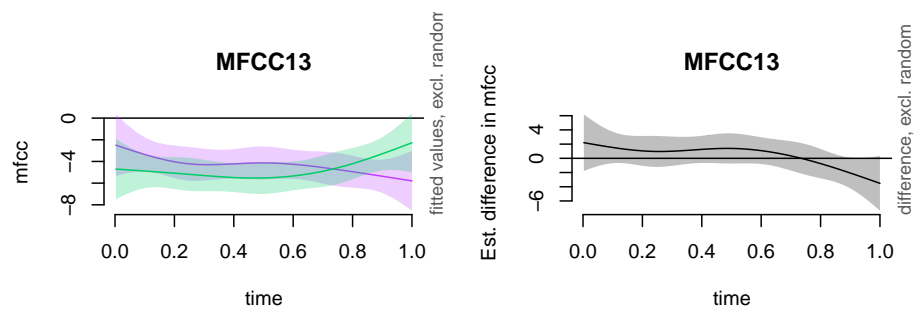 MFCC13
mfcc
0
−4
−8
0.0 0.2 0.4 0.6 0.8 1.0
time
fitted values, excl. random
MFCC13
Est. difference in mfcc
4
0
−6
0.0 0.2 0.4 0.6 0.8 1.0
time
difference, excl. random